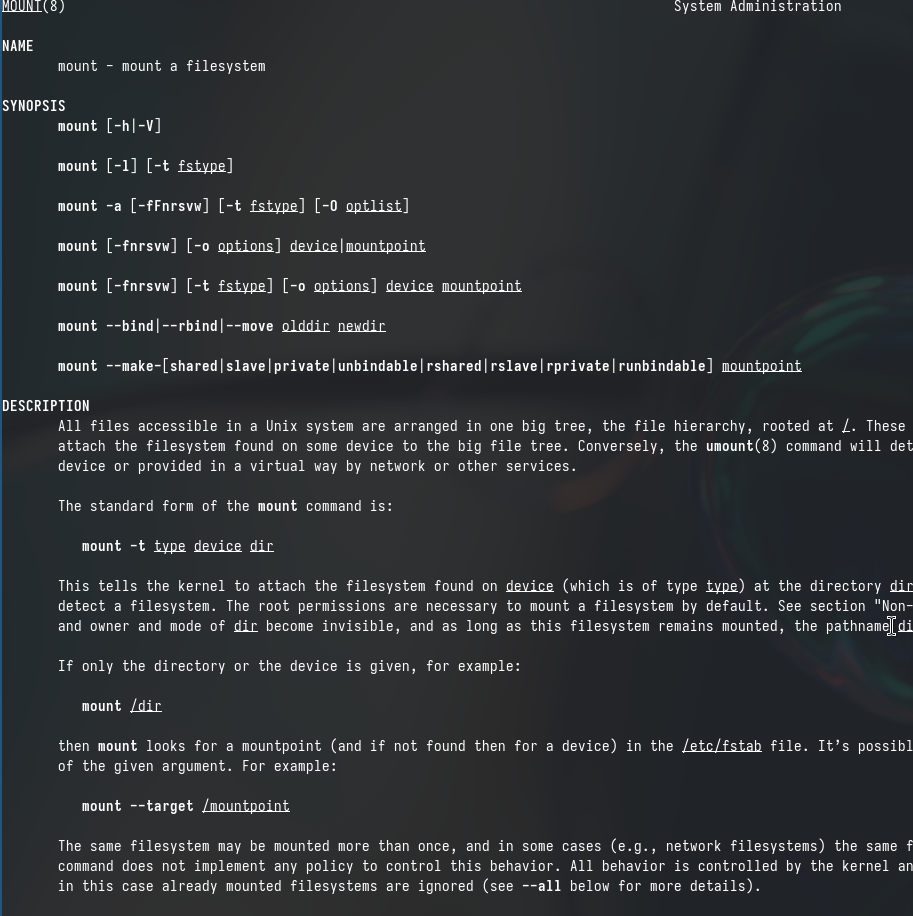 MOUNT(8) System Administration
NAME
mount - mount a filesystem
SYNOPSIS
mount [-h|-V]
mount [-l] [-t fstype]
mount -a [-fFnrsvw] [-t fstype] [-O optlist]
mount [-fnrsvw] [-o options] device|mountpoint
mount [-fnrsvw] [-t fstype] [-o options] device mountpoint
mount --bind|--rbind|--move olddir newdir
mount --make-[shared|slave|private|unbindable|rshared|rslave|rprivate|runbindable] mountpoint
DESCRIPTION
All files accessible in a Unix system are arranged in one big tree, the file hierarchy, rooted at /. These
attach the filesystem found on some device to the big file tree. Conversely, the umount(8) command will det
device or provided in a virtual way by network or other services.
The standard form of the mount command is:
mount -t type device dir
This tells the kernel to attach the filesystem found on device (which is of type type) at the directory dir
detect a filesystem. The root permissions are necessary to mount a filesystem by default. See section "Non-
and owner and mode of dir become invisible, and as long as this filesystem remains mounted, the pathname di
If only the directory or the device is given, for example:
mount /dir
then mount looks for a mountpoint (and if not found then for a device) in the /etc/fstab file. It’s possibl
of the given argument. For example:
mount --target /mountpoint
The same filesystem may be mounted more than once, and in some cases (e.g., network filesystems) the same f
command does not implement any policy to control this behavior. All behavior is controlled by the kernel an
in this case already mounted filesystems are ignored (see --all below for more details).